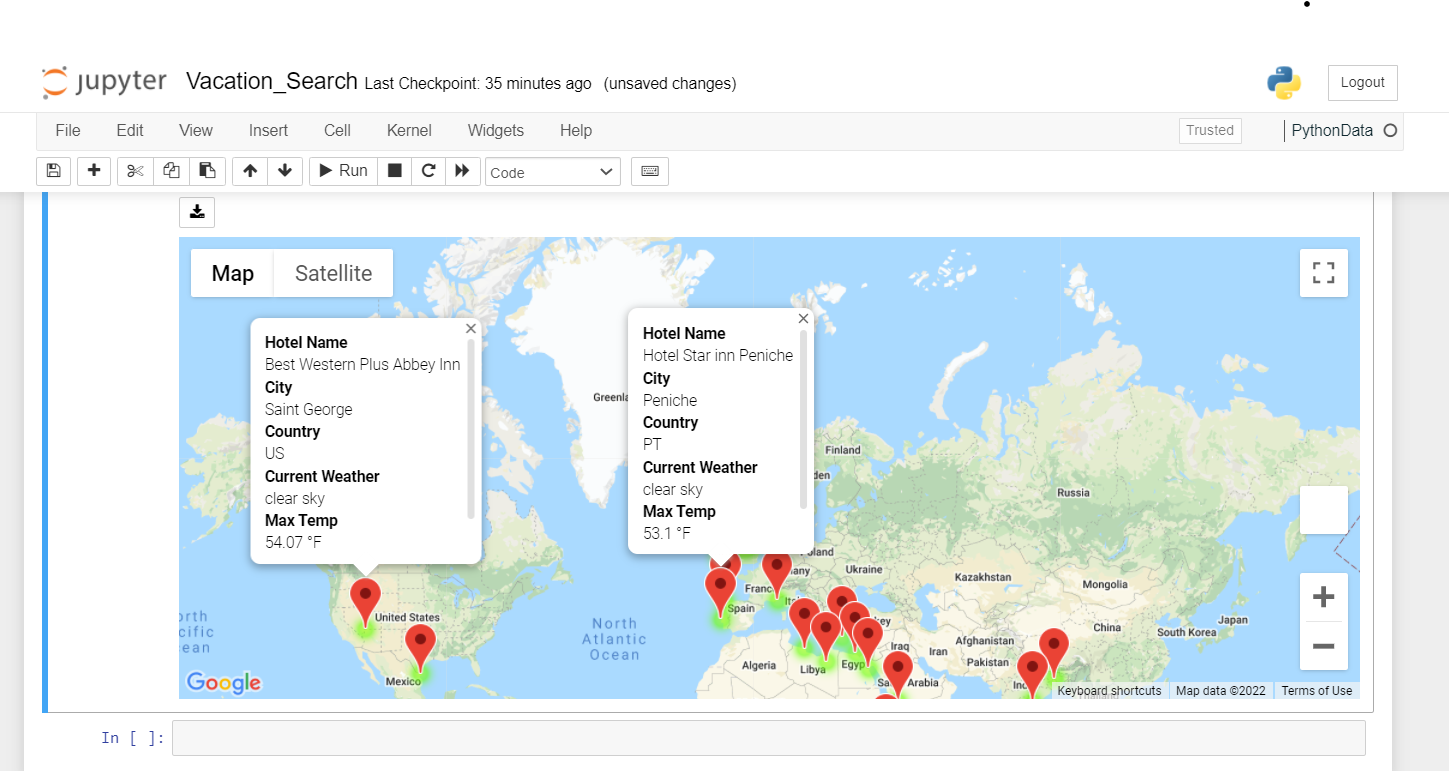 jupyter Vacation_Search Last Checkpoint: 35 minutes ago (unsaved changes)
Logout
File Edit View Insert Cell Kernel Widgets Help
Trusted
PythonData
Run
Code
Map Satellite
Hotel Name
Best Western Plus Abbey Inn
City
Saint George
Country
US
Current Weather
clear sky
Max Temp
54.07 °F
Hotel Name
Hotel Star inn Peniche
City
Peniche
Country
PT
Current Weather
clear sky
Max Temp
53.1 °F
Greenla
Finland
den
Russia
oland
any
Ukraine
Kazakhstan
Mongolia
Franc
Ita
Spain
United States
orth
cific
ean
North
Atlantic
Ocean
key
Iraq
Iran
Afghanistan
Pakistan
China
South Korea
Japan
Algeria
Libya
Egyp
Sa
Arabia
Mexico
Ind
Thailand
Google
Keyboard shortcuts
Map data ©2022
Terms of Use
In [ ]: